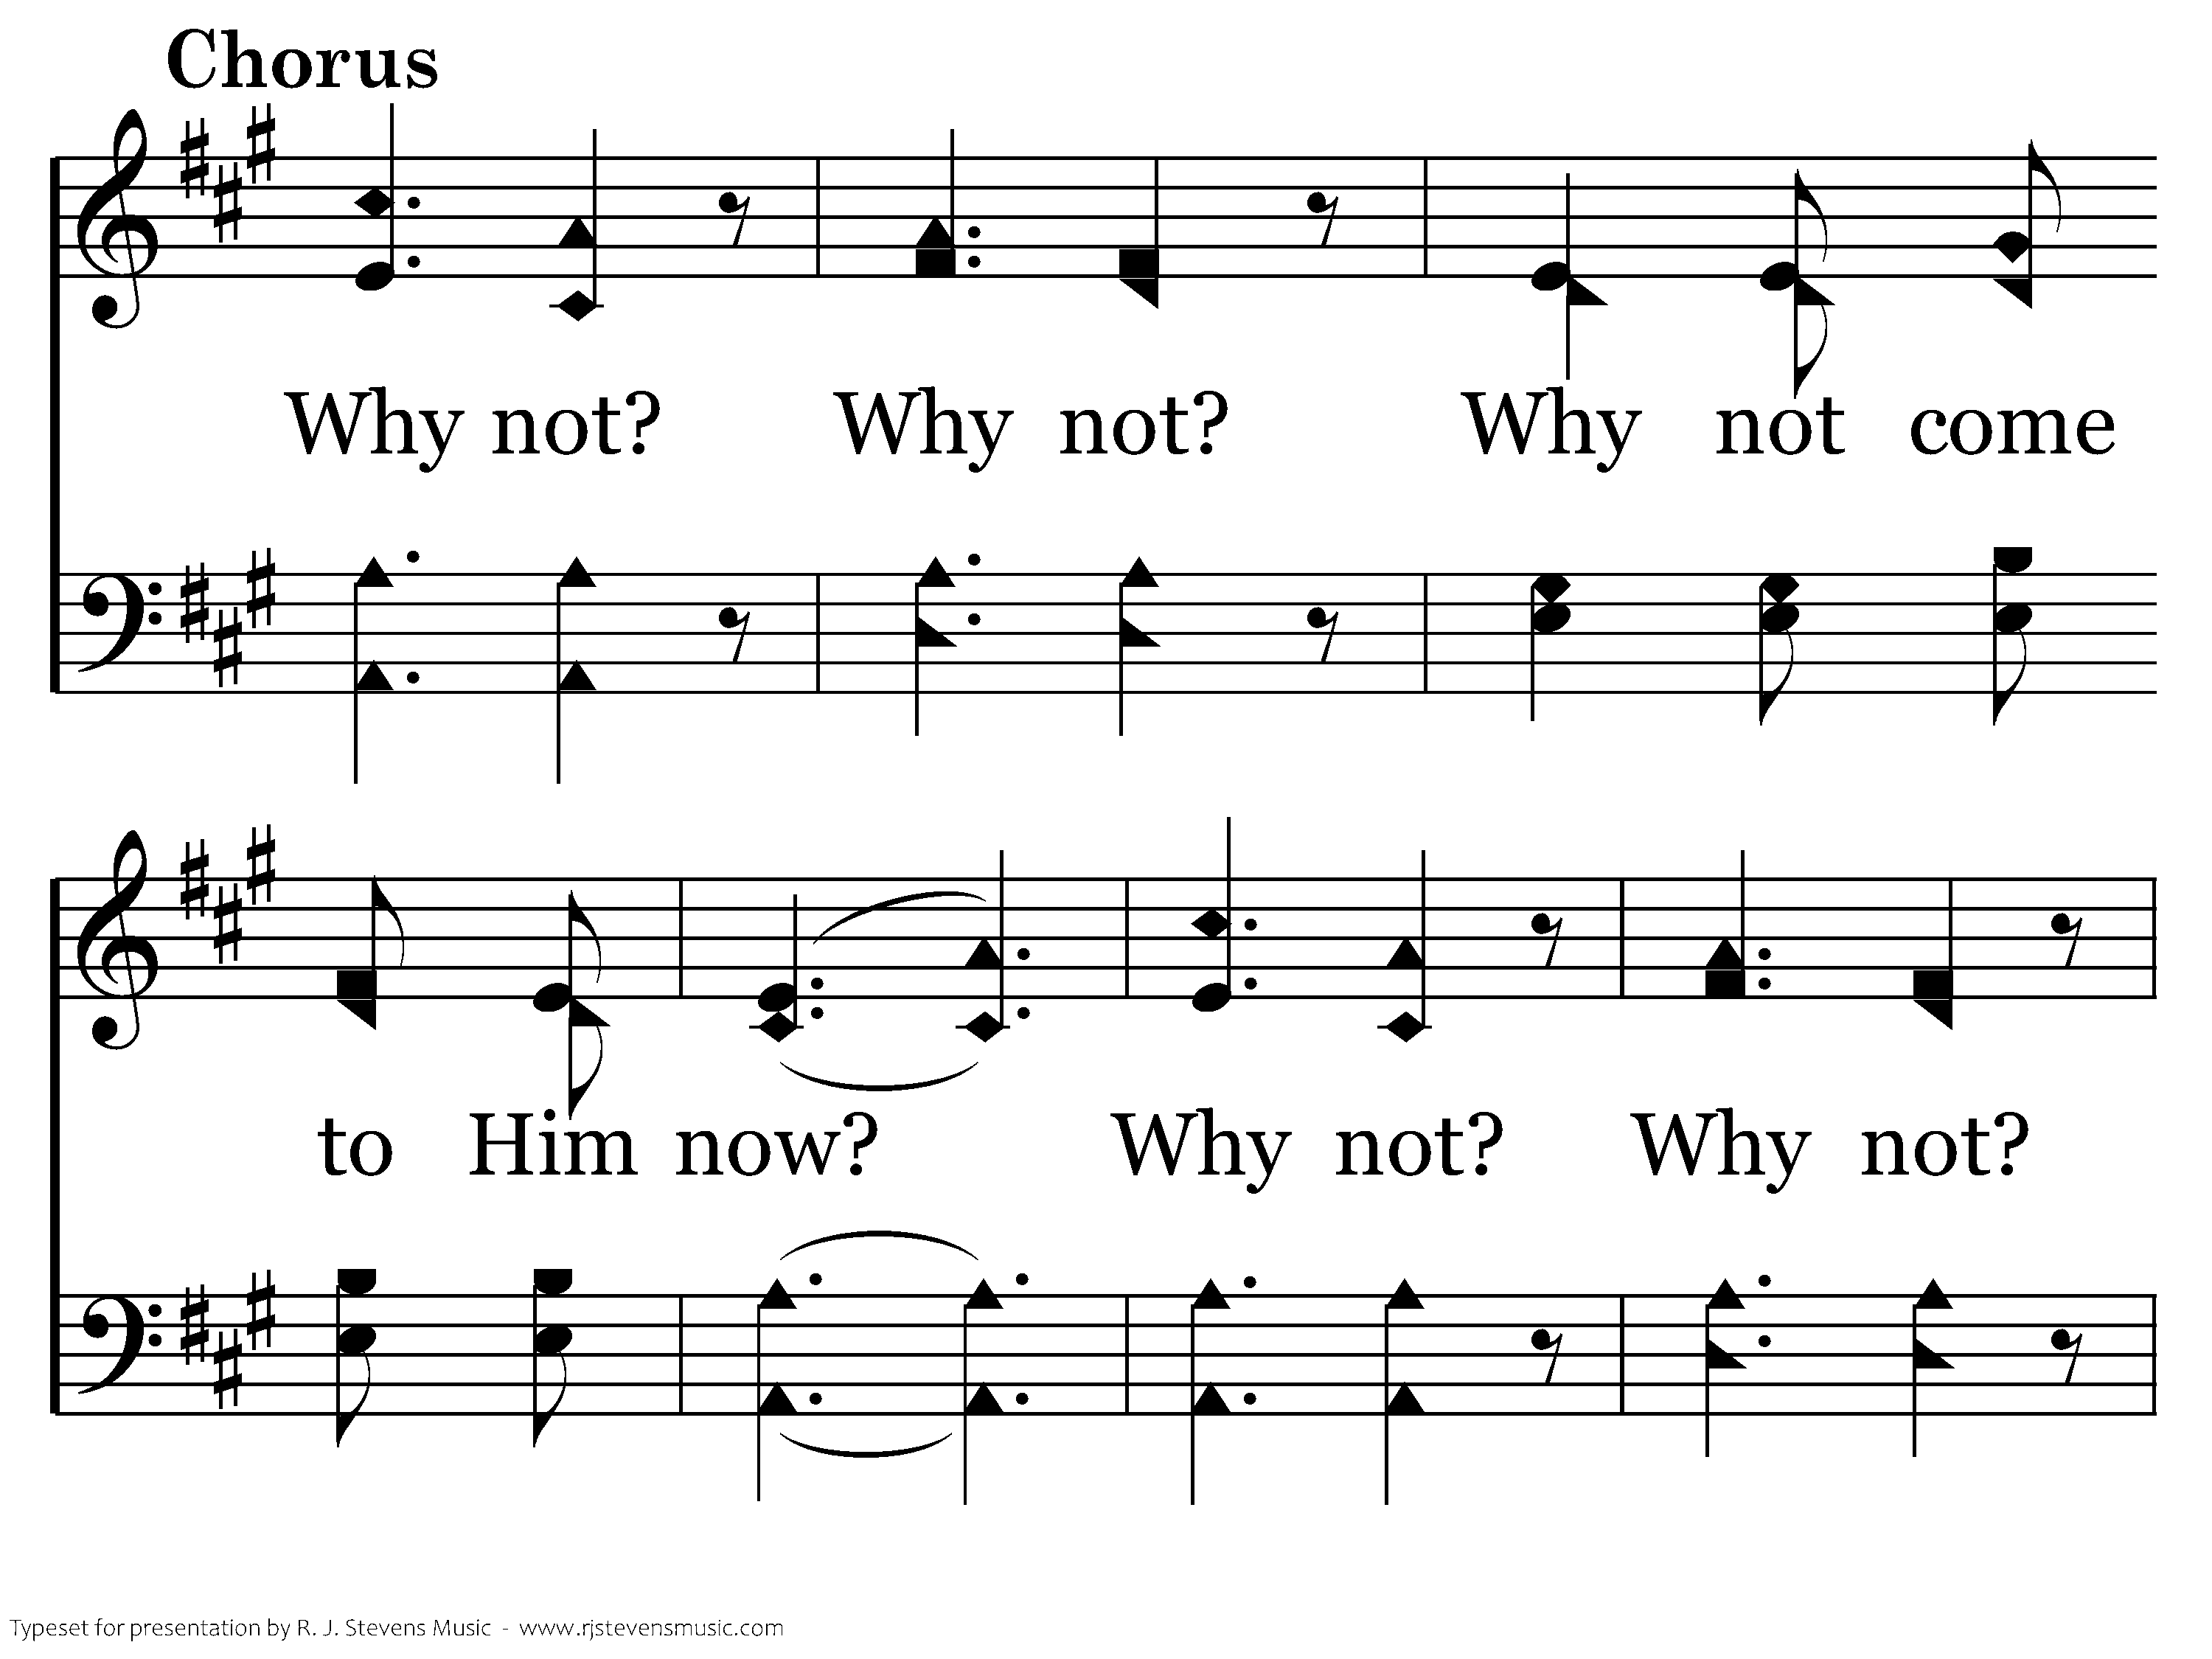 Chorus
Why not? Why not? Why not come
to Him now? Why not? Why not?
Typeset for presentation by R. J. Stevens Music - www.rjstevensmusic.com